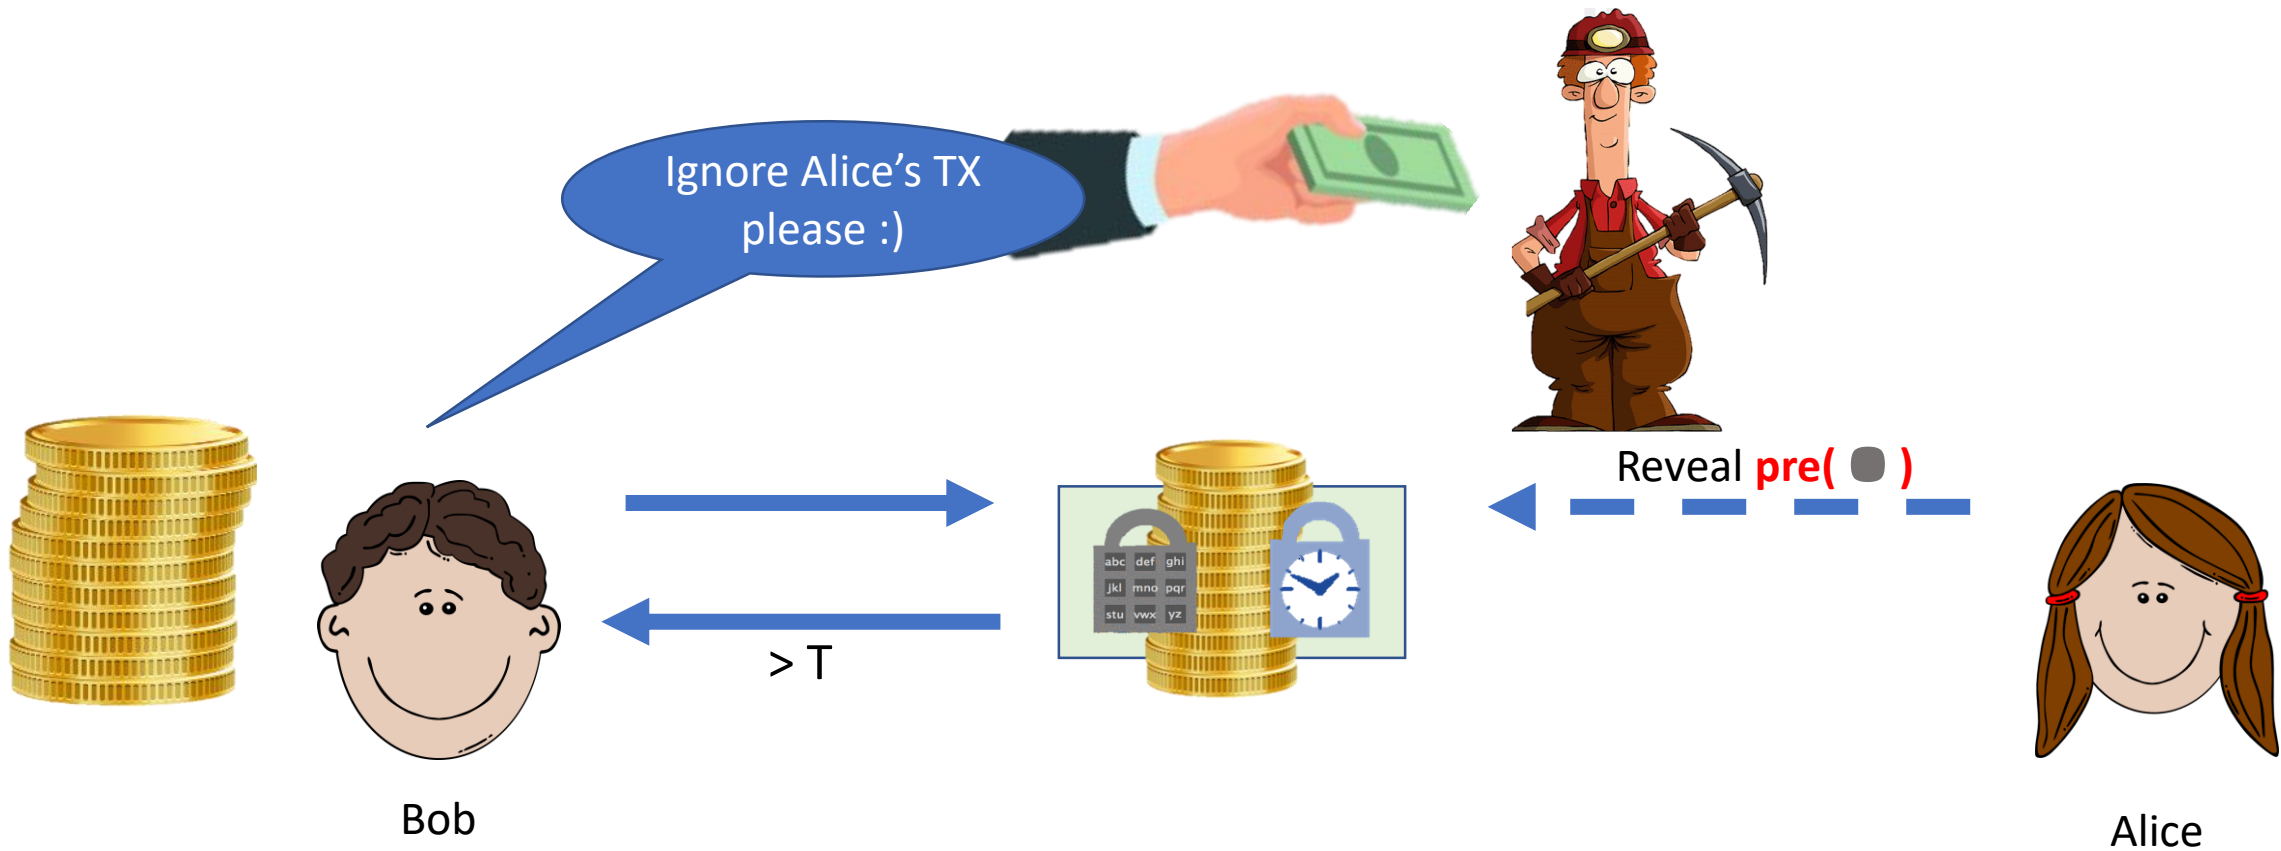 Ignore Alice’s TX
please :)
Reveal pre( )
abc def ghi
jkl mno pqr
stu vwx yz
> T
Bob
Alice